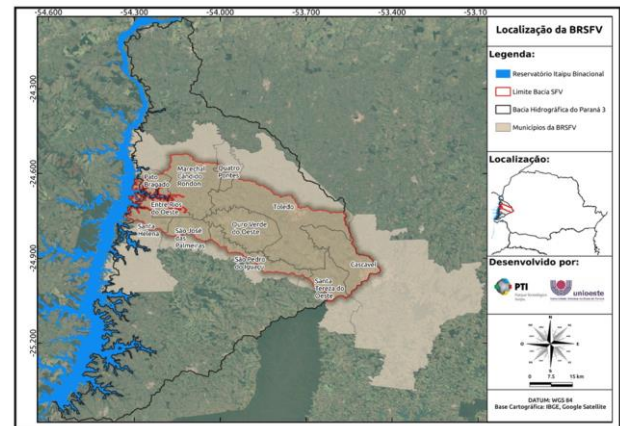 -54.600
-54.300
-54.000
-53.700
-53.400
-53.10
-24.300
-24.600
-24.900
-25.200
Pato
Bragado
Marechal
Cândido
Rondon
Quatro
Pontes
Entre Rios
do Oeste
Toledo
Santa
Helena
São José
das
Palmeiras
Ouro Verde
do Oeste
São Pedro
do Iguaçu
Cascavel
Santa
Tereza do
Oeste
Localização da BRSFV
Legenda:
Reservatório Itaipu Binacional
Limite Bacia SFV
Bacia Hidrográfica do Paraná 3
Municípios da BRSFV
Localização:
Desenvolvido por:
PTI
unioeste
0 7.5 15 km
DATUM: WGS 84
Base Cartográfica: IBGE, Google Satellite